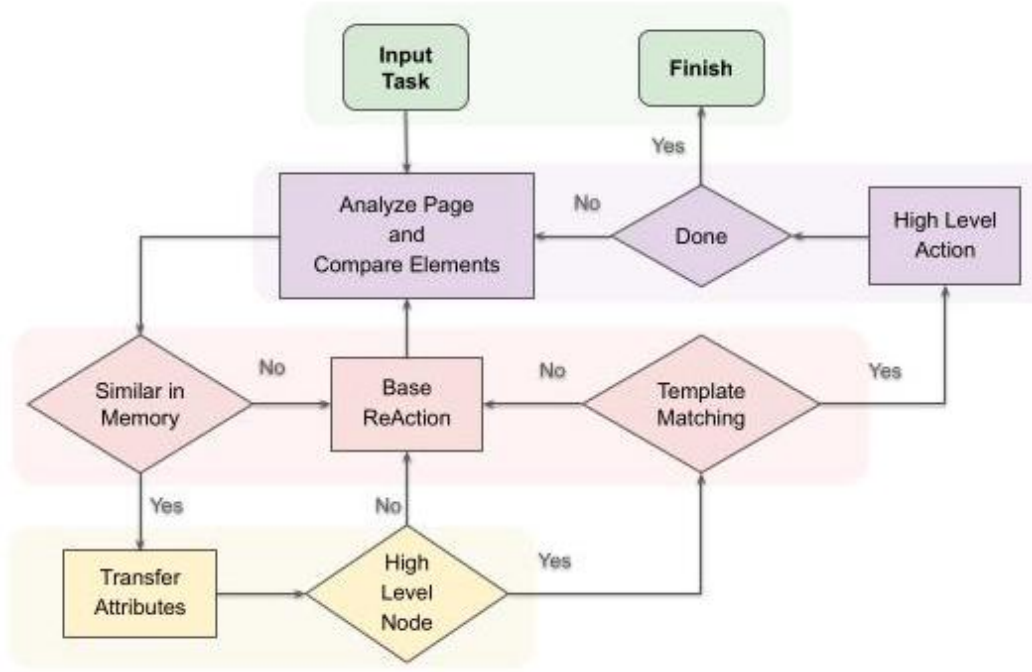 Input
Task
Finish
Yes
Analyze Page
and
Compare Elements
No
Done
High Level
Action
Similar in
Memory
No
Base
ReAction
No
Template
Matching
Yes
Yes
No
Transfer
Attributes
High
Level
Node
Yes